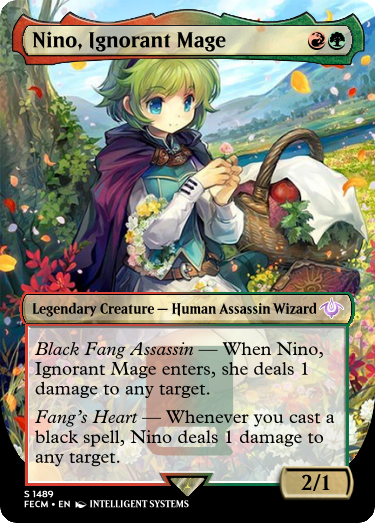 Nino, Ignorant Mage
Legendary Creature — Human Assassin Wizard
Black Fang Assassin — When Nino,
Ignorant Mage enters, she deals 1
damage to any target.
Fang's Heart — Whenever you cast a
black spell, Nino deals 1 damage to
any target.
2/1
S 1489
FECM • EN INTELLIGENT SYSTEMS